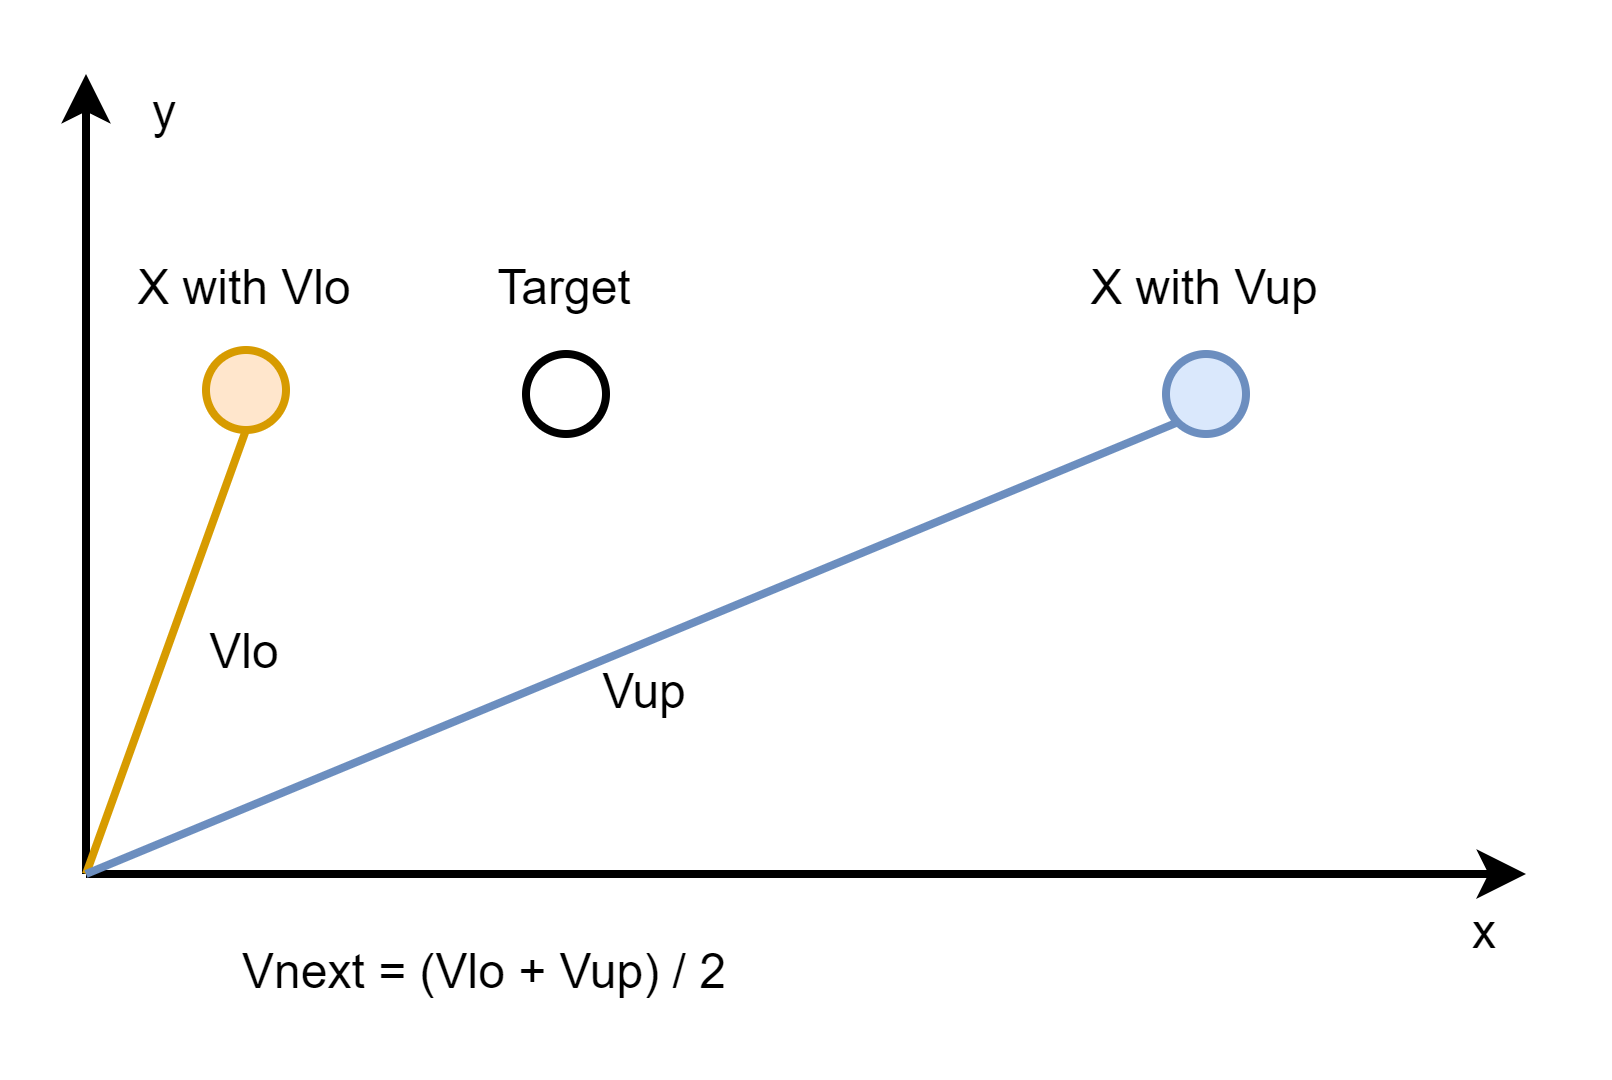 y
X with Vlo
Target
X with Vup
Vlo
Vup
x
Vnext = (Vlo + Vup) / 2